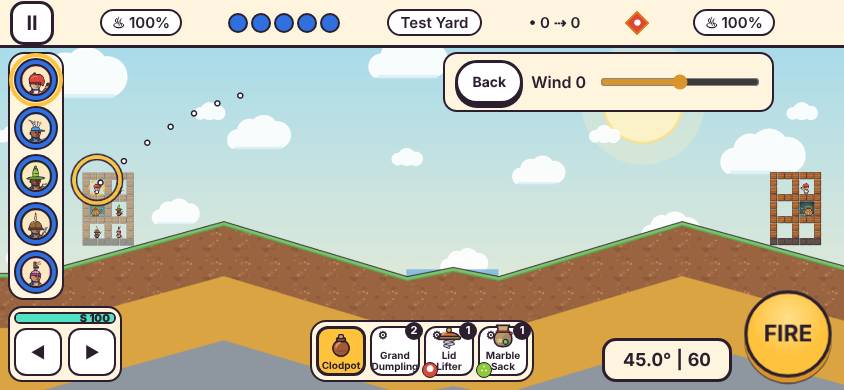 100%
Test Yard
• 0 ⇢ 0
100%
Back
Wind 0
S 100
Clodpot
2
Grand
Dumpling
1
Lid
Lifter
1
Marble
Sack
45.0° | 60
FIRE